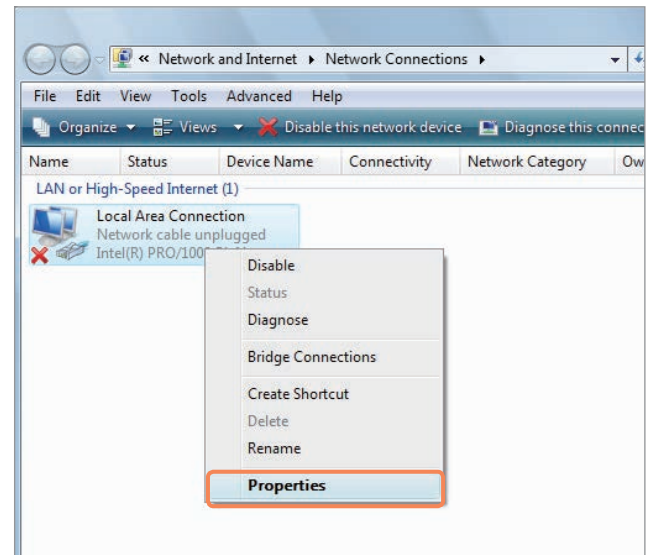 « Network and Internet ▸ Network Connections ▸
File Edit View Tools Advanced Help
Organize Views Disable this network device Diagnose this connec
Name Status Device Name Connectivity Network Category Ow
LAN or High-Speed Internet (1)
Local Area Connection
Network cable unplugged
Intel(R) PRO/100
Disable
Status
Diagnose
Bridge Connections
Create Shortcut
Delete
Rename
Properties